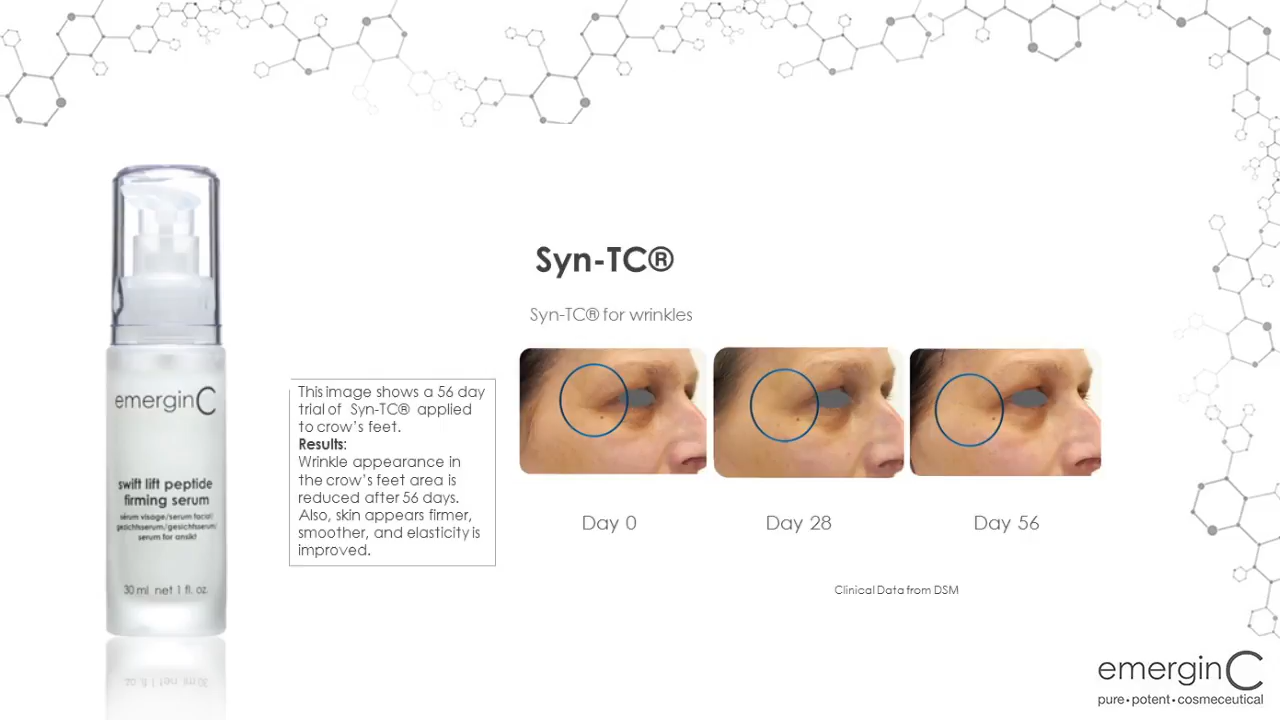 emerginC
swift lift peptide
firming serum
sérum visage/serum facial/
gezichtsserum/gesichtsserum/
serum for ansikt
30 ml net 1 fl. oz.
This image shows a 56 day
trial of Syn-TC® applied
to crow's feet.
Results:
Wrinkle appearance in
the crow's feet area is
reduced after 56 days.
Also, skin appears firmer,
smoother, and elasticity is
improved.
Syn-TC®
Syn-TC® for wrinkles
Day 0
Day 28
Day 56
Clinical Data from DSM
emerginC
pure•potent•cosmeceutical